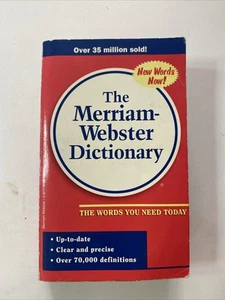 Over 35 million sold!
New Words
Now!
The
Merriam-
Webster
Dictionary
THE WORDS YOU NEED TODAY
• Up-to-date
• Clear and precise
• Over 70,000 definitions